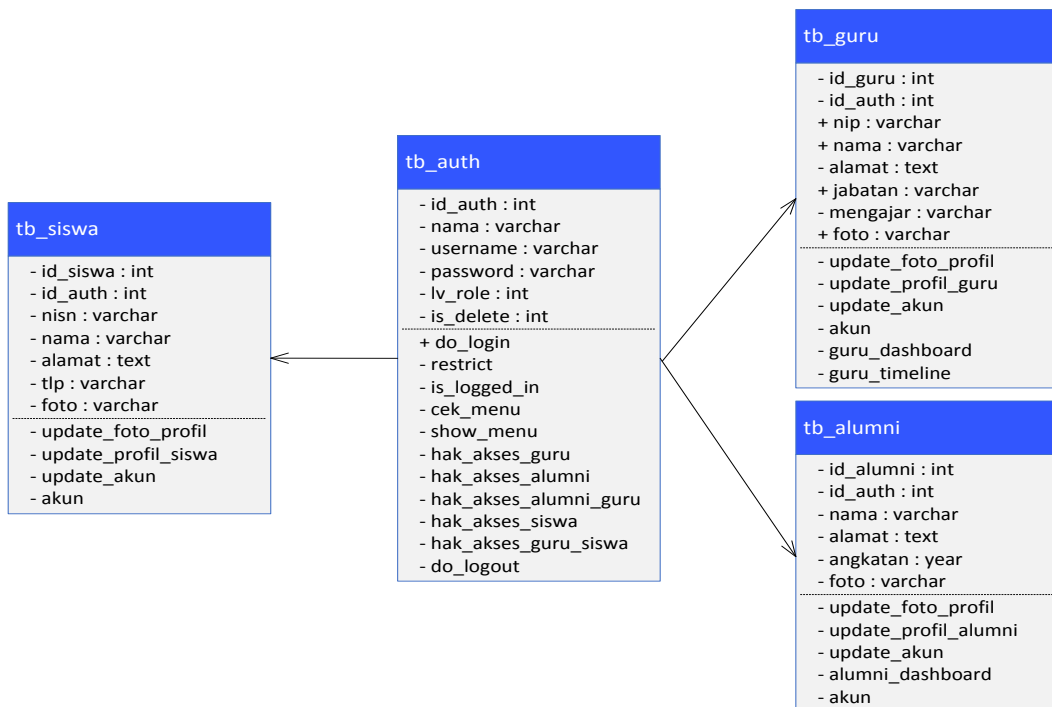 tb_siswa
- id_siswa : int
- id_auth : int
- nisn : varchar
- nama : varchar
- alamat : text
- tlp : varchar
- foto : varchar
- update_foto_profil
- update_profil_siswa
- update_akun
- akun
tb_auth
- id_auth : int
- nama : varchar
- username : varchar
- password : varchar
- lv_role : int
- is_delete : int
+ do_login
- restrict
- is_logged_in
- cek_menu
- show_menu
- hak_akses_guru
- hak_akses_alumni
- hak_akses_alumni_guru
- hak_akses_siswa
- hak_akses_guru_siswa
- do_logout
tb_guru
- id_guru : int
- id_auth : int
+ nip : varchar
+ nama : varchar
- alamat : text
+ jabatan : varchar
- mengajar : varchar
+ foto : varchar
- update_foto_profil
- update_profil_guru
- update_akun
- akun
- guru_dashboard
- guru_timeline
tb_alumni
- id_alumni : int
- id_auth : int
- nama : varchar
- alamat : text
- angkatan : year
- foto : varchar
- update_foto_profil
- update_profil_alumni
- update_akun
- alumni_dashboard
- akun